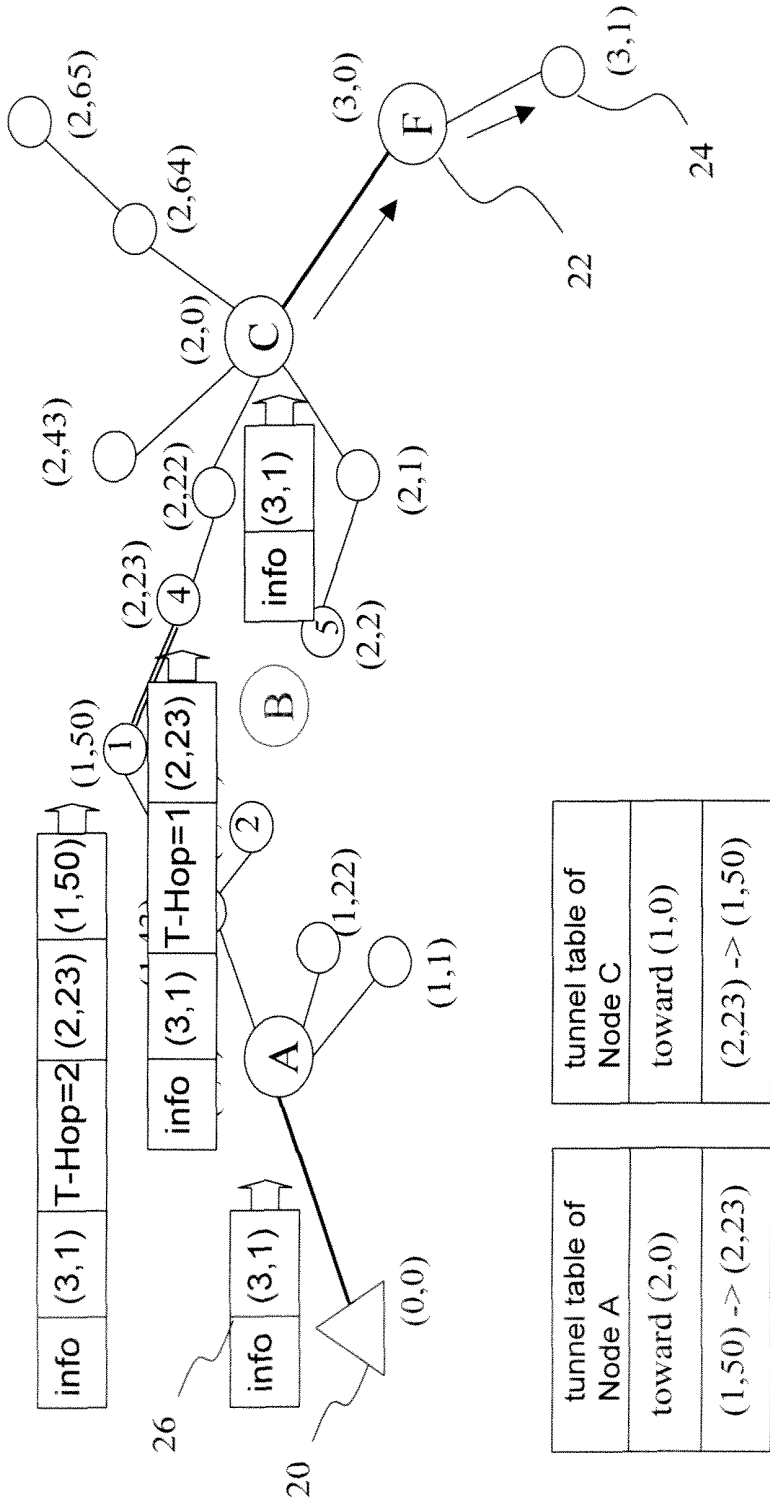 info (3,1) T-Hop=2 (2,23) (1,50)
(1,50)
1
info (3,1) T-Hop=1 (2,23)
26
info (3,1)
20
(0,0)
A
2
(1,22)
(1,1)
B
(2,23)
4
(2,22)
info (3,1)
5
(2,2)
(2,1)
(2,43)
(2,0)
C
(2,64)
(2,65)
(3,0)
F
22
(3,1)
24
tunnel table of
Node A
toward (2,0)
(1,50) -> (2,23)
tunnel table of
Node C
toward (1,0)
(2,23) -> (1,50)